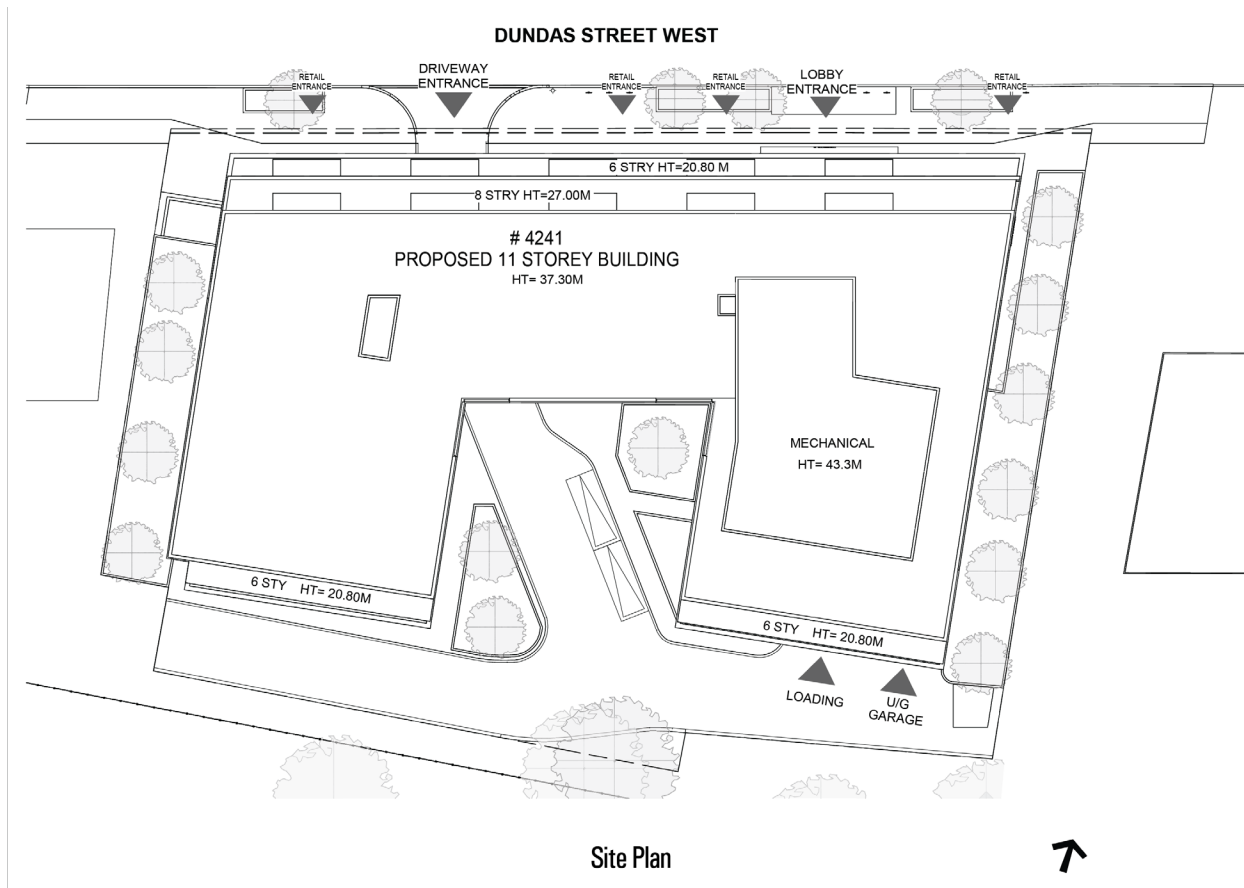 DUNDAS STREET WEST
RETAIL
ENTRANCE
DRIVEWAY
ENTRANCE
RETAIL
ENTRANCE
RETAIL
ENTRANCE
LOBBY
ENTRANCE
RETAIL
ENTRANCE
6 STRY HT=20.80 M
8 STRY HT=27.00M
# 4241
PROPOSED 11 STOREY BUILDING
HT= 37.30M
MECHANICAL
HT= 43.3M
6 STY HT= 20.80M
6 STY HT= 20.80M
LOADING
U/G
GARAGE
Site Plan